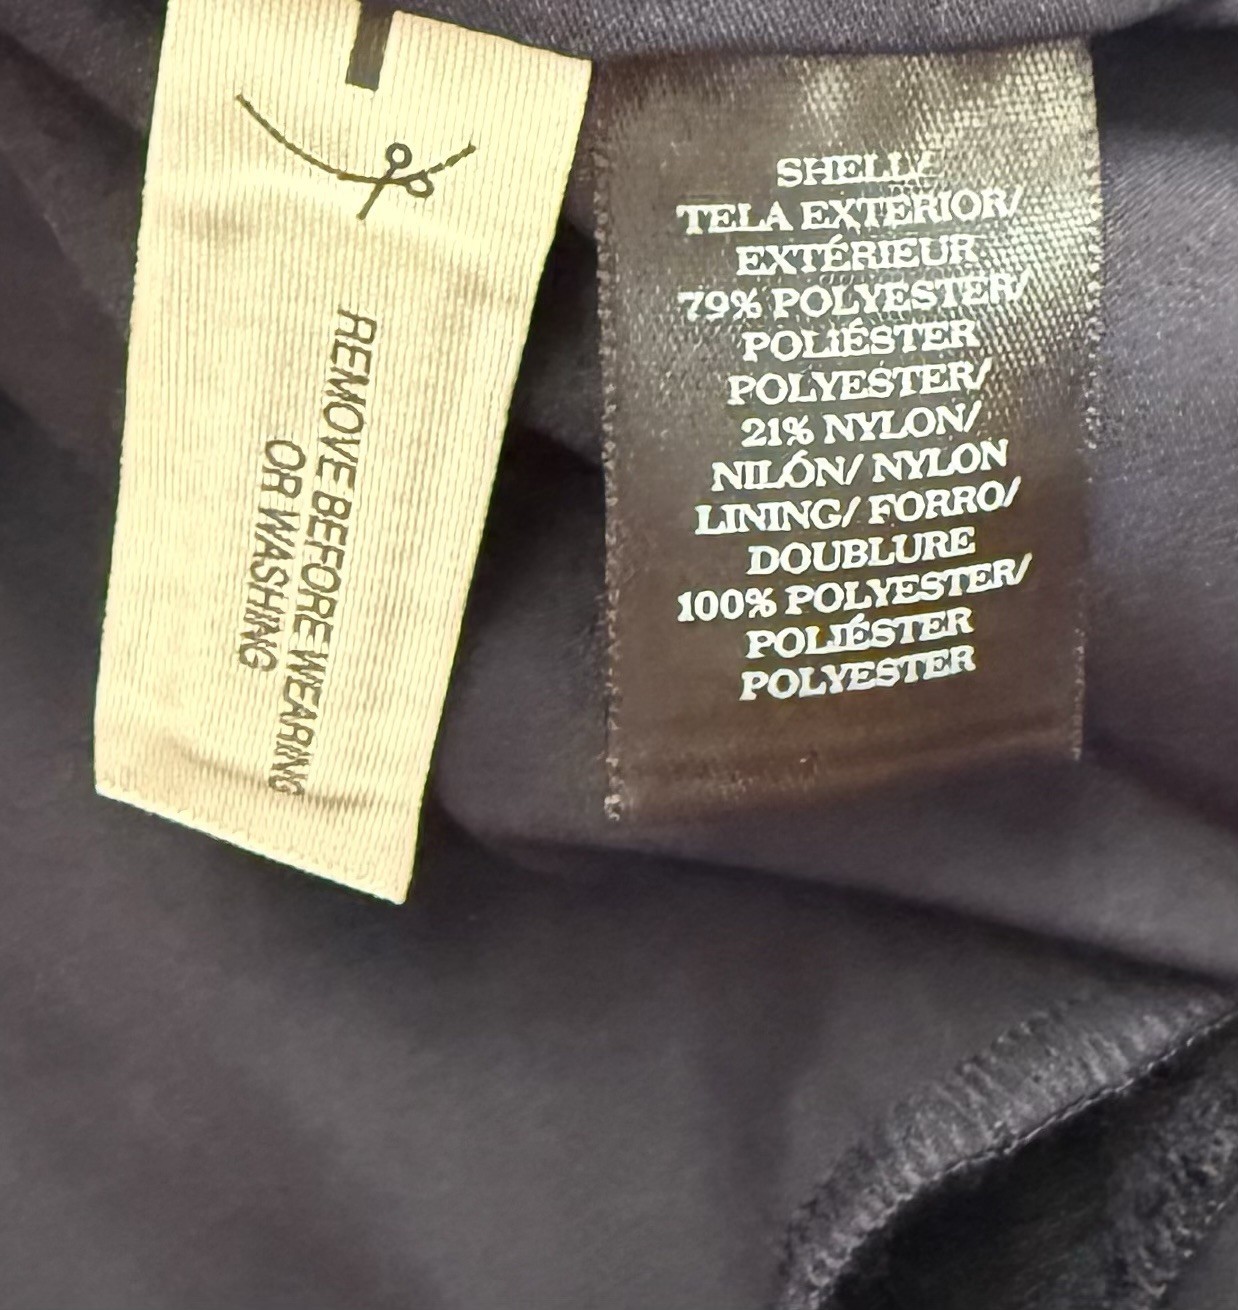 REMOVE BEFORE WEARING
OR WASHING
SHELL/
TELA EXTERIOR/
EXTÉRIEUR
79% POLYESTER/
POLIÉSTER
POLYESTER/
21% NYLON/
NILÓN/ NYLON
LINING/ FORRO/
DOUBLURE
100% POLYESTER/
POLIÉSTER
POLYESTER